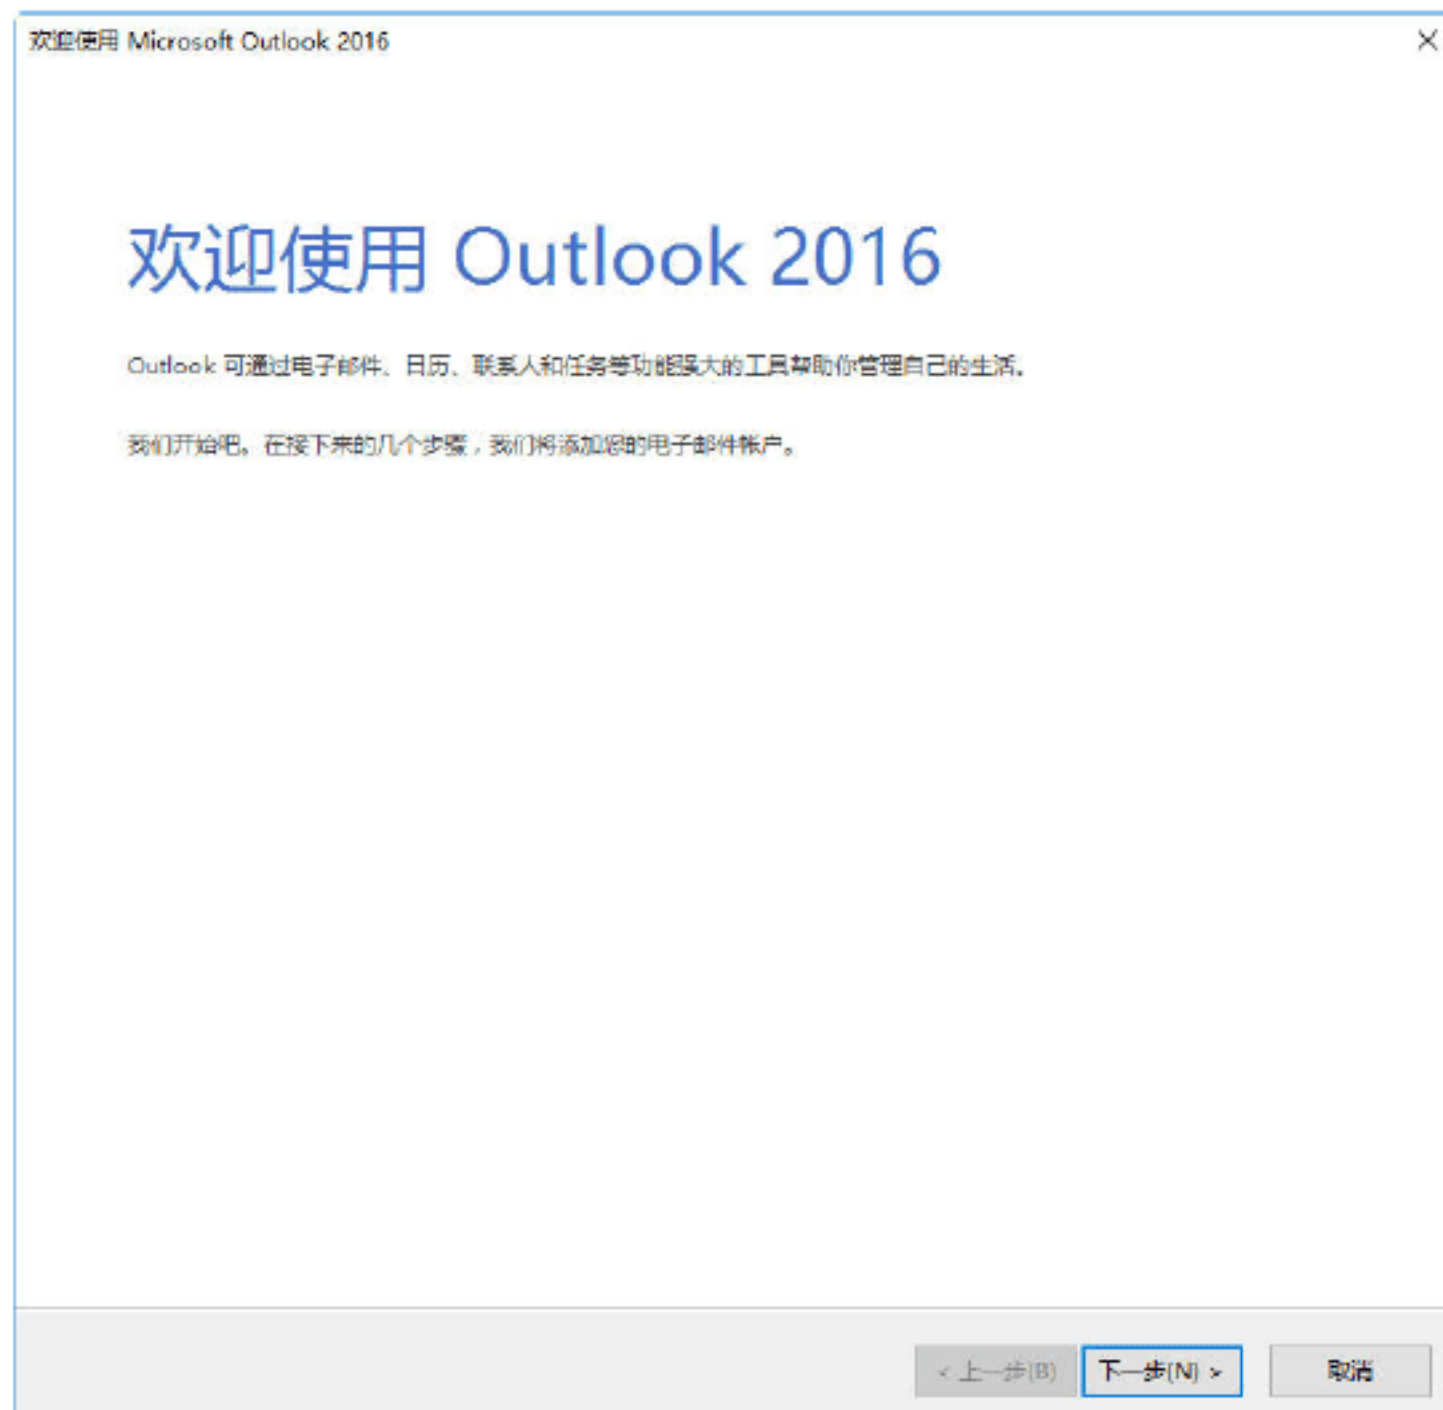 欢迎使用 Microsoft Outlook 2016
欢迎使用 Outlook 2016
Outlook 可通过电子邮件、日历、联系人和任务等功能强大的工具帮助你管理自己的生活。
我们开始吧。在接下来的几个步骤，我们将添加您的电子邮件帐户。
< 上一步(B) 下一步(N) > 取消